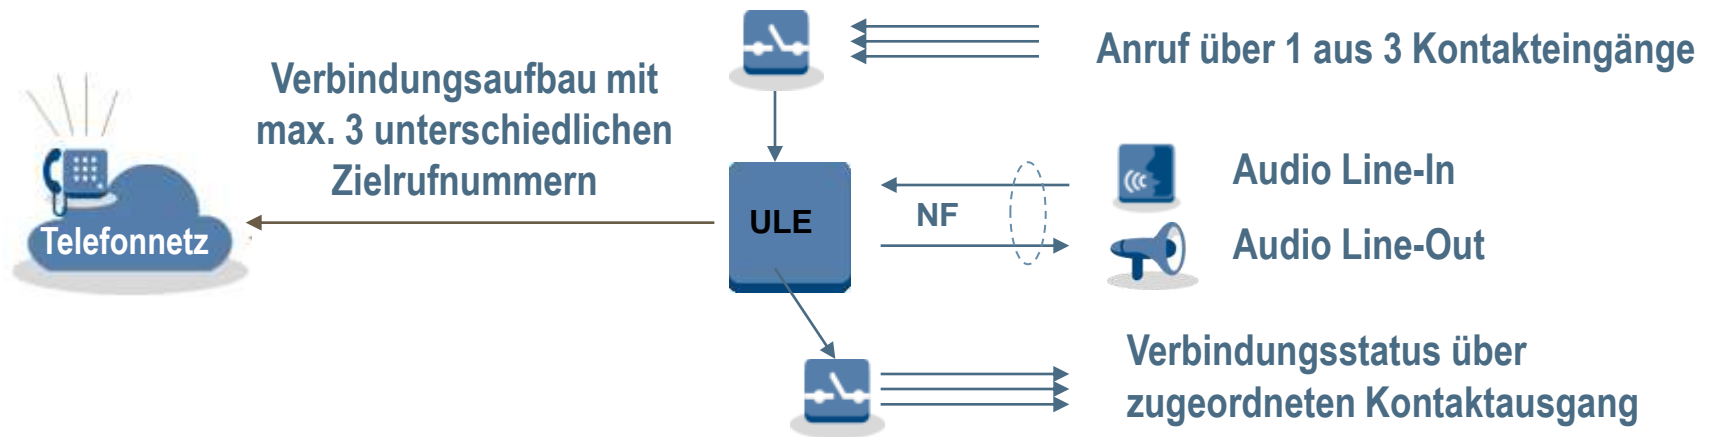 Anruf über 1 aus 3 Kontakteingänge
Verbindungsaufbau mit
max. 3 unterschiedlichen
Zielrufnummern
Telefonnetz
ULE
NF
Audio Line-In
Audio Line-Out
Verbindungsstatus über
zugeordneten Kontaktausgang